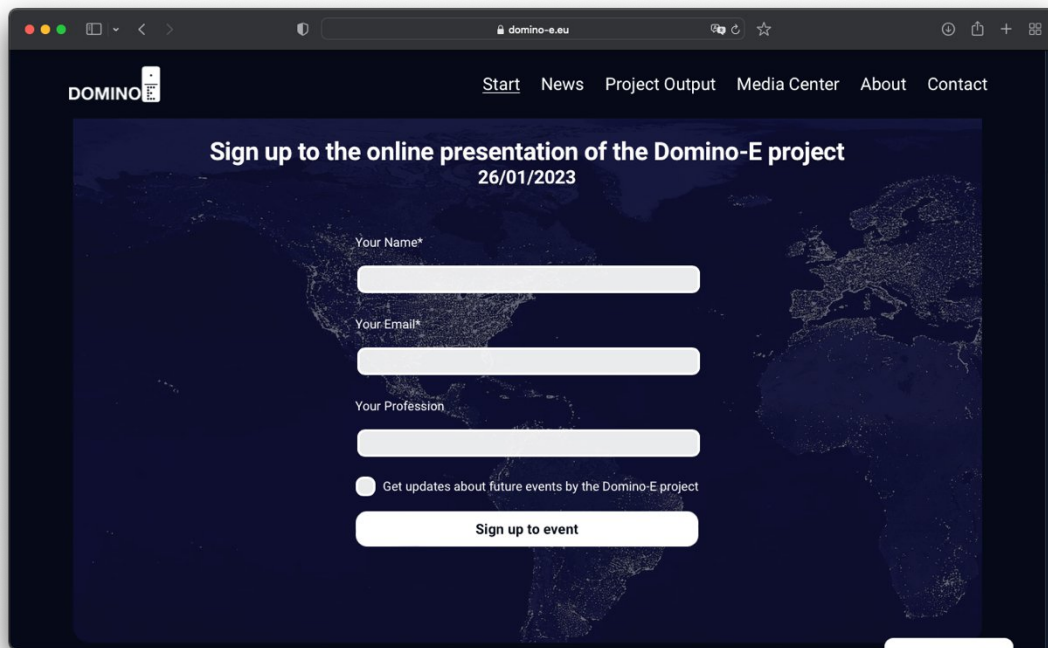 domino-e.eu
DOMINO E
Start News Project Output Media Center About Contact
Sign up to the online presentation of the Domino-E project
26/01/2023
Your Name*
Your Email*
Your Profession
Get updates about future events by the Domino-E project
Sign up to event